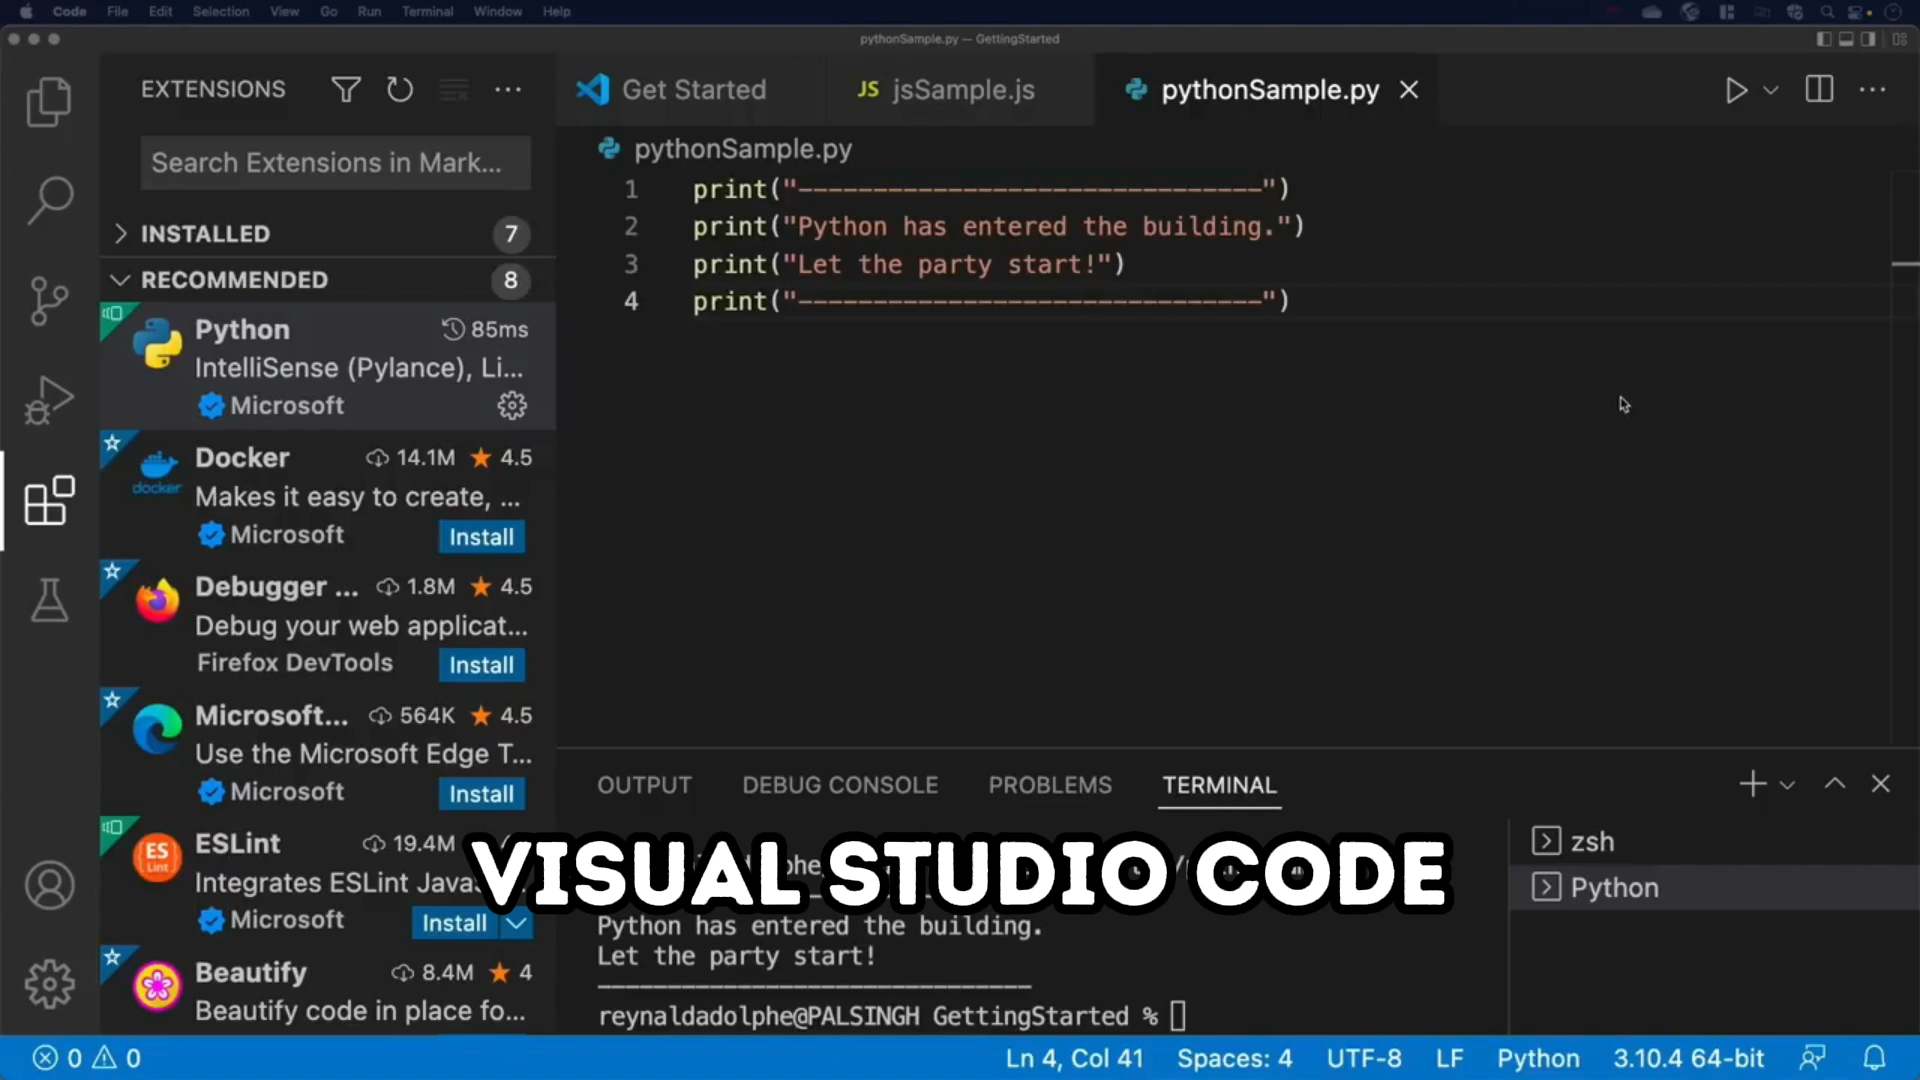 Code File Edit Selection View Go Run Terminal Window Help
pythonSample.py — GettingStarted
EXTENSIONS
Search Extensions in Mark...
INSTALLED 7
RECOMMENDED 8
Python 85ms
IntelliSense (Pylance), Li...
Microsoft
docker
Docker 14.1M 4.5
Makes it easy to create, ...
Microsoft Install
Debugger ... 1.8M 4.5
Debug your web applicat...
Firefox DevTools Install
Microsoft... 564K 4.5
Use the Microsoft Edge T...
Microsoft Install
ES
Lint
ESLint 19.4M
Integrates ESLint Java
Microsoft Install
Beautify 8.4M 4
Beautify code in place fo...
Get Started JS jsSample.js pythonSample.py
pythonSample.py
1 print("-------------------------------")
2 print("Python has entered the building.")
3 print("Let the party start!")
4 print("-------------------------------")
OUTPUT DEBUG CONSOLE PROBLEMS TERMINAL
VISUAL STUDIO CODE
Python has entered the building.
Let the party start!
-------------------------------
reynaldadolphe@PALSINGH GettingStarted %
zsh
Python
0 0 Ln 4, Col 41 Spaces: 4 UTF-8 LF Python 3.10.4 64-bit